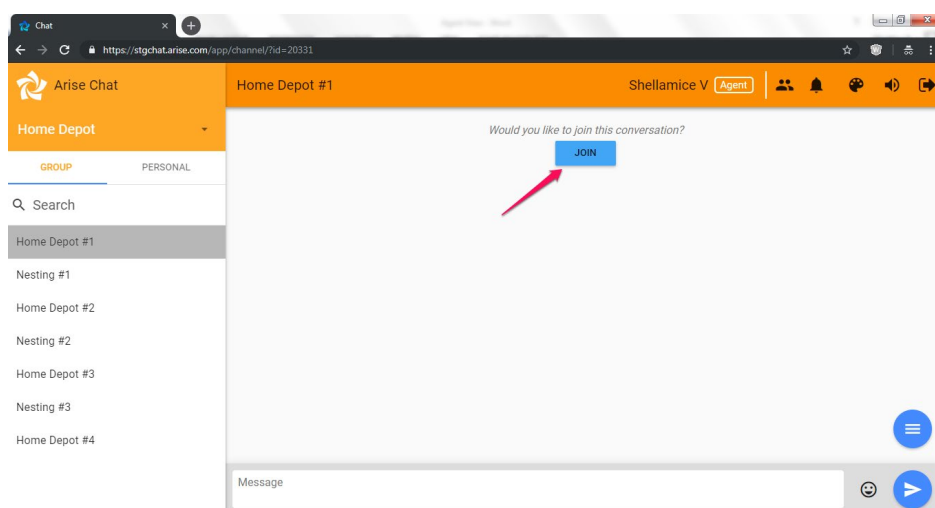 Chat
https://stgchat.arise.com/app/channel/?id=20331
Arise Chat
Home Depot #1
Shellamice V Agent
Home Depot
GROUP PERSONAL
Search
Home Depot #1
Nesting #1
Home Depot #2
Nesting #2
Home Depot #3
Nesting #3
Home Depot #4
Would you like to join this conversation?
JOIN
Message